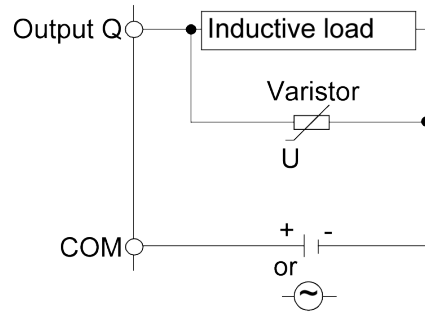 Output Q
Inductive load
Varistor
U
COM
+ -
or
~